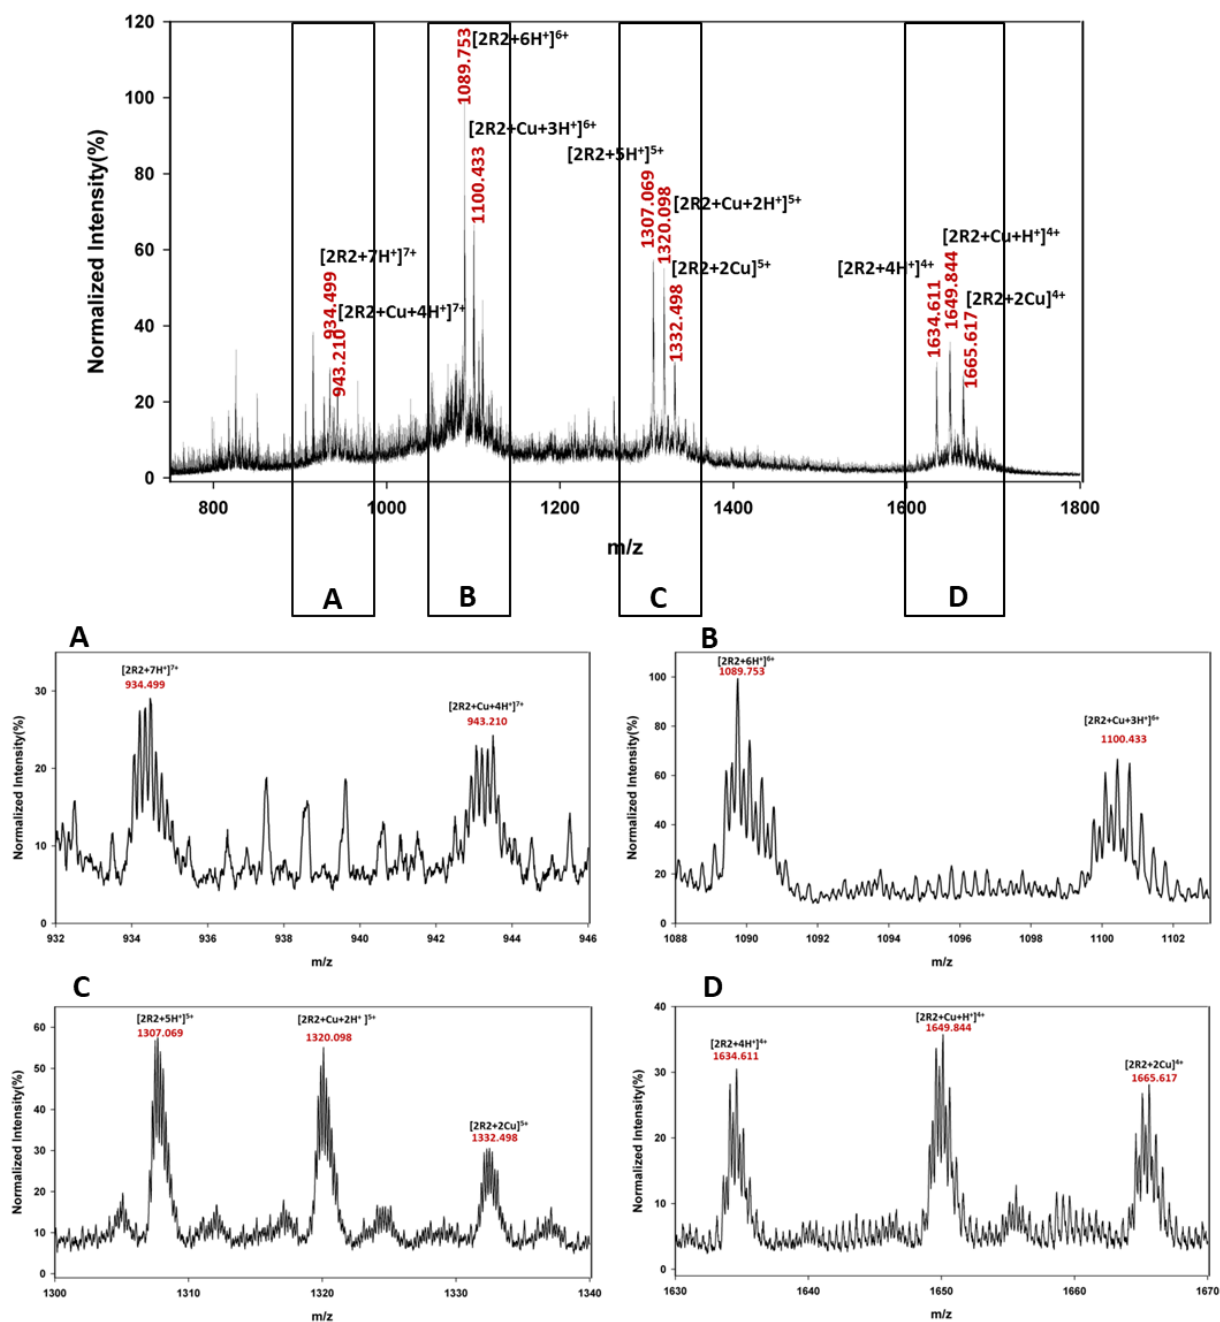 120
100
80
60
40
20
0
Normalized Intensity(%)
[2R2+6H⁺]⁶⁺
1089.753
[2R2+Cu+3H⁺]⁶⁺
1100.433
[2R2+5H⁺]⁵⁺
1307.069
1320.098
[2R2+Cu+2H⁺]⁵⁺
[2R2+2Cu]⁵⁺
1332.498
[2R2+7H⁺]⁷⁺
934.499
[2R2+Cu+4H⁺]⁷⁺
943.210
[2R2+Cu+H⁺]⁴⁺
[2R2+4H⁺]⁴⁺
1634.611
1649.844
[2R2+2Cu]⁴⁺
1665.617
800 1000 1200 1400 1600 1800
m/z
A B C D
A
[2R2+7H⁺]⁷⁺
934.499
[2R2+Cu+4H⁺]⁷⁺
943.210
30
20
10
0
Normalized Intensity(%)
932 934 936 938 940 942 944 946
m/z
B
[2R2+6H⁺]⁶⁺
1089.753
[2R2+Cu+3H⁺]⁶⁺
1100.433
100
80
60
40
20
0
Normalized Intensity(%)
1088 1090 1092 1094 1096 1098 1100 1102
m/z
C
[2R2+5H⁺]⁵⁺
1307.069
[2R2+Cu+2H⁺ ]⁵⁺
1320.098
[2R2+2Cu]⁵⁺
1332.498
60
50
40
30
20
10
0
Normalized Intensity(%)
1300 1310 1320 1330 1340
m/z
D
[2R2+4H⁺]⁴⁺
1634.611
[2R2+Cu+H⁺]⁴⁺
1649.844
[2R2+2Cu]⁴⁺
1665.617
40
30
20
10
0
Normalized Intensity(%)
1630 1640 1650 1660 1670
m/z